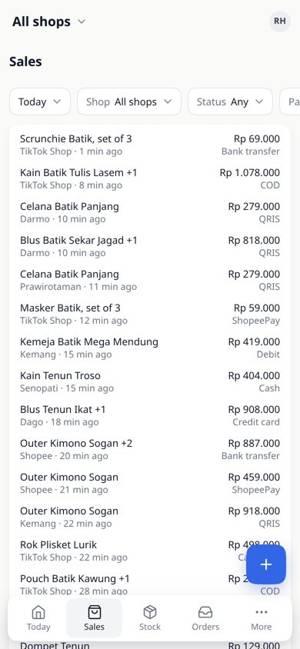 All shops
RH
Sales
Today
Shop All shops
Status Any
Scrunchie Batik, set of 3 Rp 69.000
TikTok Shop · 1 min ago Bank transfer
Kain Batik Tulis Lasem +1 Rp 1.078.000
TikTok Shop · 8 min ago COD
Celana Batik Panjang Rp 279.000
Darmo · 10 min ago QRIS
Blus Batik Sekar Jagad +1 Rp 818.000
Darmo · 10 min ago QRIS
Celana Batik Panjang Rp 279.000
Prawirotaman · 11 min ago QRIS
Masker Batik, set of 3 Rp 59.000
TikTok Shop · 12 min ago ShopeePay
Kemeja Batik Mega Mendung Rp 419.000
Kemang · 15 min ago Debit
Kain Tenun Troso Rp 404.000
Senopati · 15 min ago Cash
Blus Tenun Ikat +1 Rp 908.000
Dago · 18 min ago Credit card
Outer Kimono Sogan +2 Rp 887.000
Shopee · 20 min ago Bank transfer
Outer Kimono Sogan Rp 459.000
Shopee · 21 min ago ShopeePay
Outer Kimono Sogan Rp 918.000
Kemang · 22 min ago QRIS
Rok Plisket Lurik Rp 498.000
TikTok Shop · 22 min ago
Pouch Batik Kawung +1 Rp
TikTok Shop · 28 min ago COD
Today
Sales
Stock
Orders
More
Dompet Tenun Rp 129.000